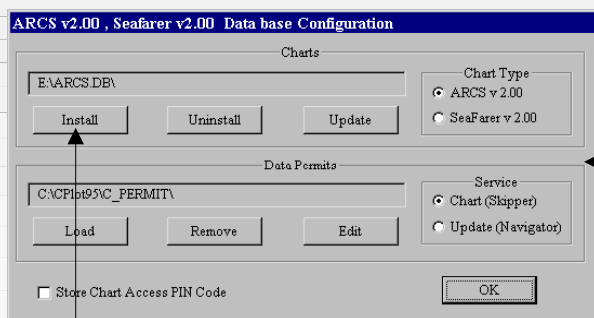 ARCS v2.00 , Seafarer v2.00 Data base Configuration
Charts
E:\ARCS.DB\
Install Uninstall Update
Chart Type
ARCS v 2.00
SeaFarer v 2.00
Data Permits
C:\CPlot95\C_PERMIT\
Load Remove Edit
Service
Chart (Skipper)
Update (Navigator)
Store Chart Access PIN Code
OK